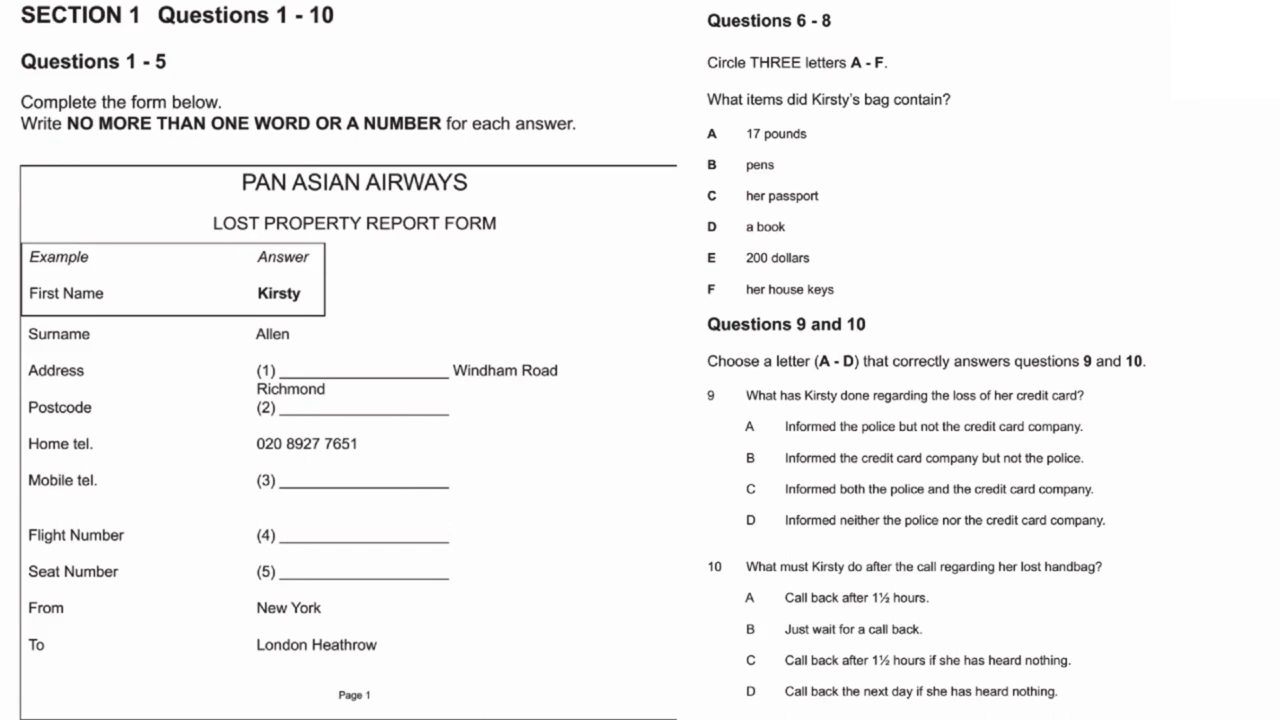 SECTION 1 Questions 1 - 10
Questions 1 - 5
Complete the form below.
Write NO MORE THAN ONE WORD OR A NUMBER for each answer.
PAN ASIAN AIRWAYS
LOST PROPERTY REPORT FORM
Example Answer
First Name Kirsty
Surname Allen
Address (1) ____________________ Windham Road
Richmond
Postcode (2) ____________________
Home tel. 020 8927 7651
Mobile tel. (3) ____________________
Flight Number (4) ____________________
Seat Number (5) ____________________
From New York
To London Heathrow
Page 1
Questions 6 - 8
Circle THREE letters A - F.
What items did Kirsty's bag contain?
A 17 pounds
B pens
C her passport
D a book
E 200 dollars
F her house keys
Questions 9 and 10
Choose a letter (A - D) that correctly answers questions 9 and 10.
9 What has Kirsty done regarding the loss of her credit card?
A Informed the police but not the credit card company.
B Informed the credit card company but not the police.
C Informed both the police and the credit card company.
D Informed neither the police nor the credit card company.
10 What must Kirsty do after the call regarding her lost handbag?
A Call back after 1½ hours.
B Just wait for a call back.
C Call back after 1½ hours if she has heard nothing.
D Call back the next day if she has heard nothing.